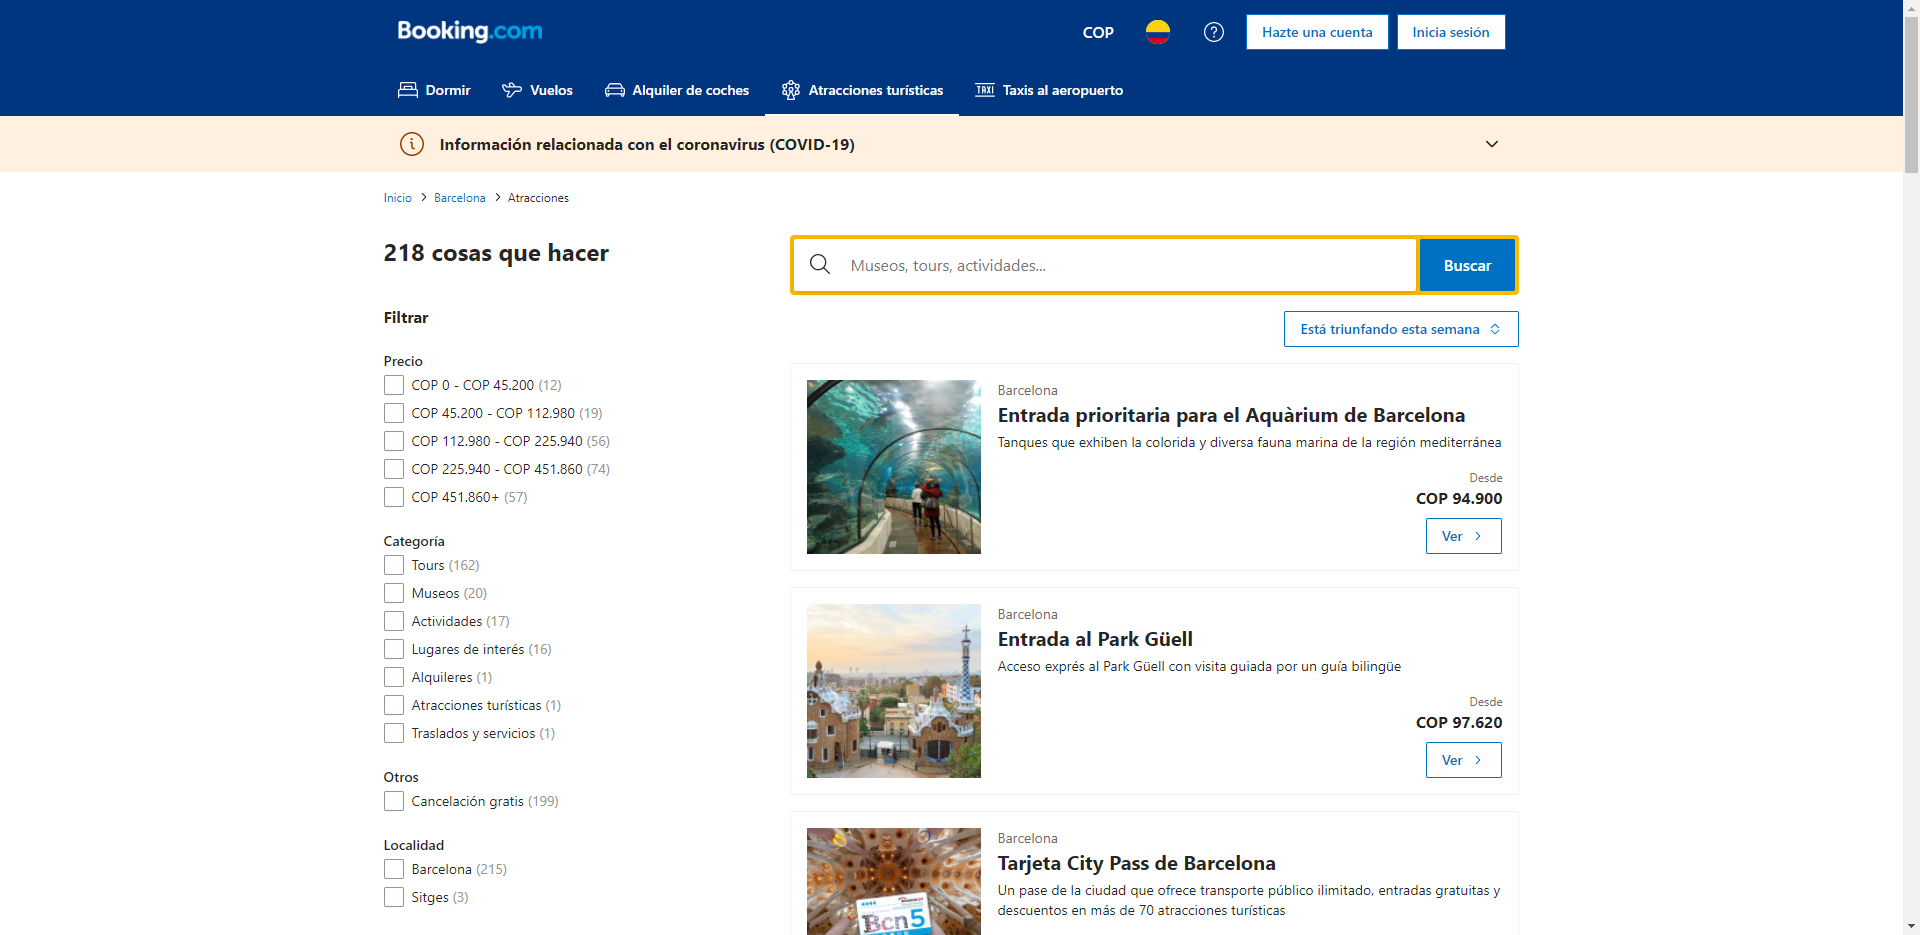 Booking.com
COP
Hazte una cuenta
Inicia sesión
Dormir
Vuelos
Alquiler de coches
Atracciones turísticas
TAXI
Taxis al aeropuerto
Información relacionada con el coronavirus (COVID-19)
Inicio
Barcelona
Atracciones
218 cosas que hacer
Filtrar
Precio
COP 0 - COP 45.200 (12)
COP 45.200 - COP 112.980 (19)
COP 112.980 - COP 225.940 (56)
COP 225.940 - COP 451.860 (74)
COP 451.860+ (57)
Categoría
Tours (162)
Museos (20)
Actividades (17)
Lugares de interés (16)
Alquileres (1)
Atracciones turísticas (1)
Traslados y servicios (1)
Otros
Cancelación gratis (199)
Localidad
Barcelona (215)
Sitges (3)
Museos, tours, actividades...
Buscar
Está triunfando esta semana
Barcelona
Entrada prioritaria para el Aquàrium de Barcelona
Tanques que exhiben la colorida y diversa fauna marina de la región mediterránea
Desde
COP 94.900
Ver
Barcelona
Entrada al Park Güell
Acceso exprés al Park Güell con visita guiada por un guía bilingüe
Desde
COP 97.620
Ver
Barcelona
Tarjeta City Pass de Barcelona
Un pase de la ciudad que ofrece transporte público ilimitado, entradas gratuitas y
descuentos en más de 70 atracciones turísticas
Bcn 5